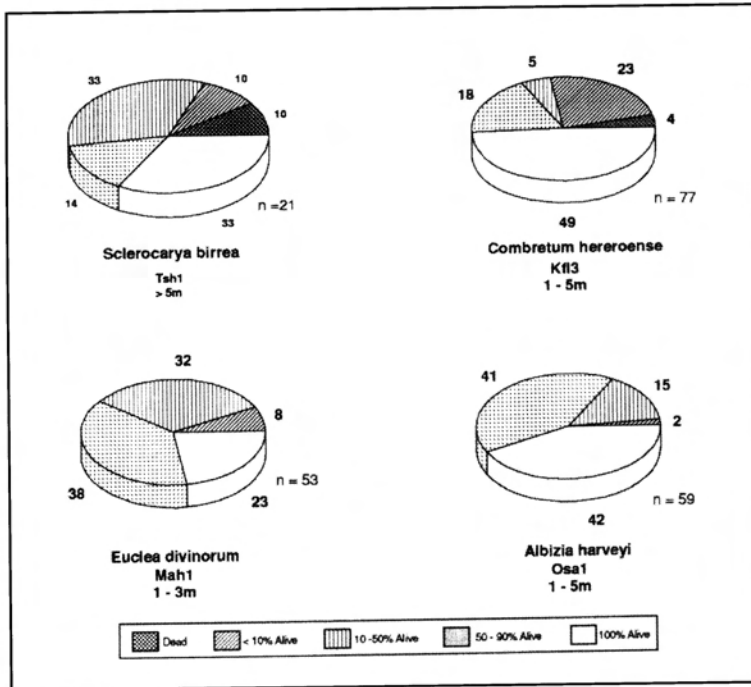 33
10
10
14
33
n =21
Sclerocarya birrea
Tsh1
> 5m
5
23
18
4
49
n = 77
Combretum hereroense
Kfl3
1 - 5m
32
8
38
23
n = 53
Euclea divinorum
Mah1
1 - 3m
41
15
2
42
n = 59
Albizia harveyi
Osa1
1 - 5m
Dead
< 10% Alive
10 -50% Alive
50 - 90% Alive
100% Alive